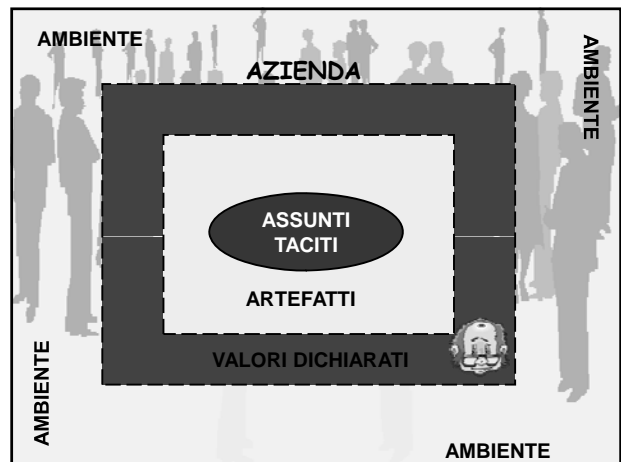 AMBIENTE
AMBIENTE
AZIENDA
ASSUNTI
TACITI
ARTEFATTI
VALORI DICHIARATI
AMBIENTE
AMBIENTE